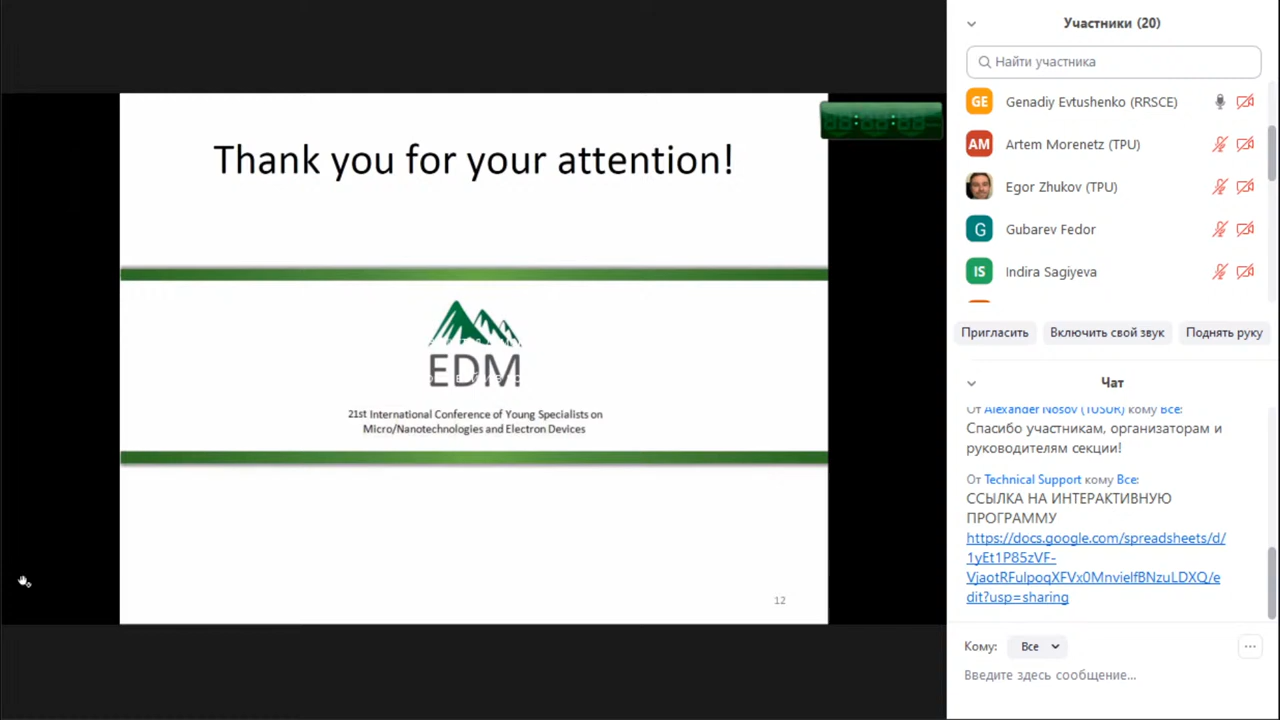 Thank you for your attention!
EDM
21st International Conference of Young Specialists on
Micro/Nanotechnologies and Electron Devices
12
Участники (20)
Найти участника
GE Genadiy Evtushenko (RRSCE)
AM Artem Morenetz (TPU)
Egor Zhukov (TPU)
G Gubarev Fedor
IS Indira Sagiyeva
Пригласить Включить свой звук Поднять руку
Чат
От Alexander Nosov (TUSUR) кому Все:
Спасибо участникам, организаторам и
руководителям секции!
От Technical Support кому Все:
ССЫЛКА НА ИНТЕРАКТИВНУЮ
ПРОГРАММУ
https://docs.google.com/spreadsheets/d/
1yEt1P85zVF-
VjaotRFulpoqXFVx0MnvielfBNzuLDXQ/e
dit?usp=sharing
Кому: Все
Введите здесь сообщение...